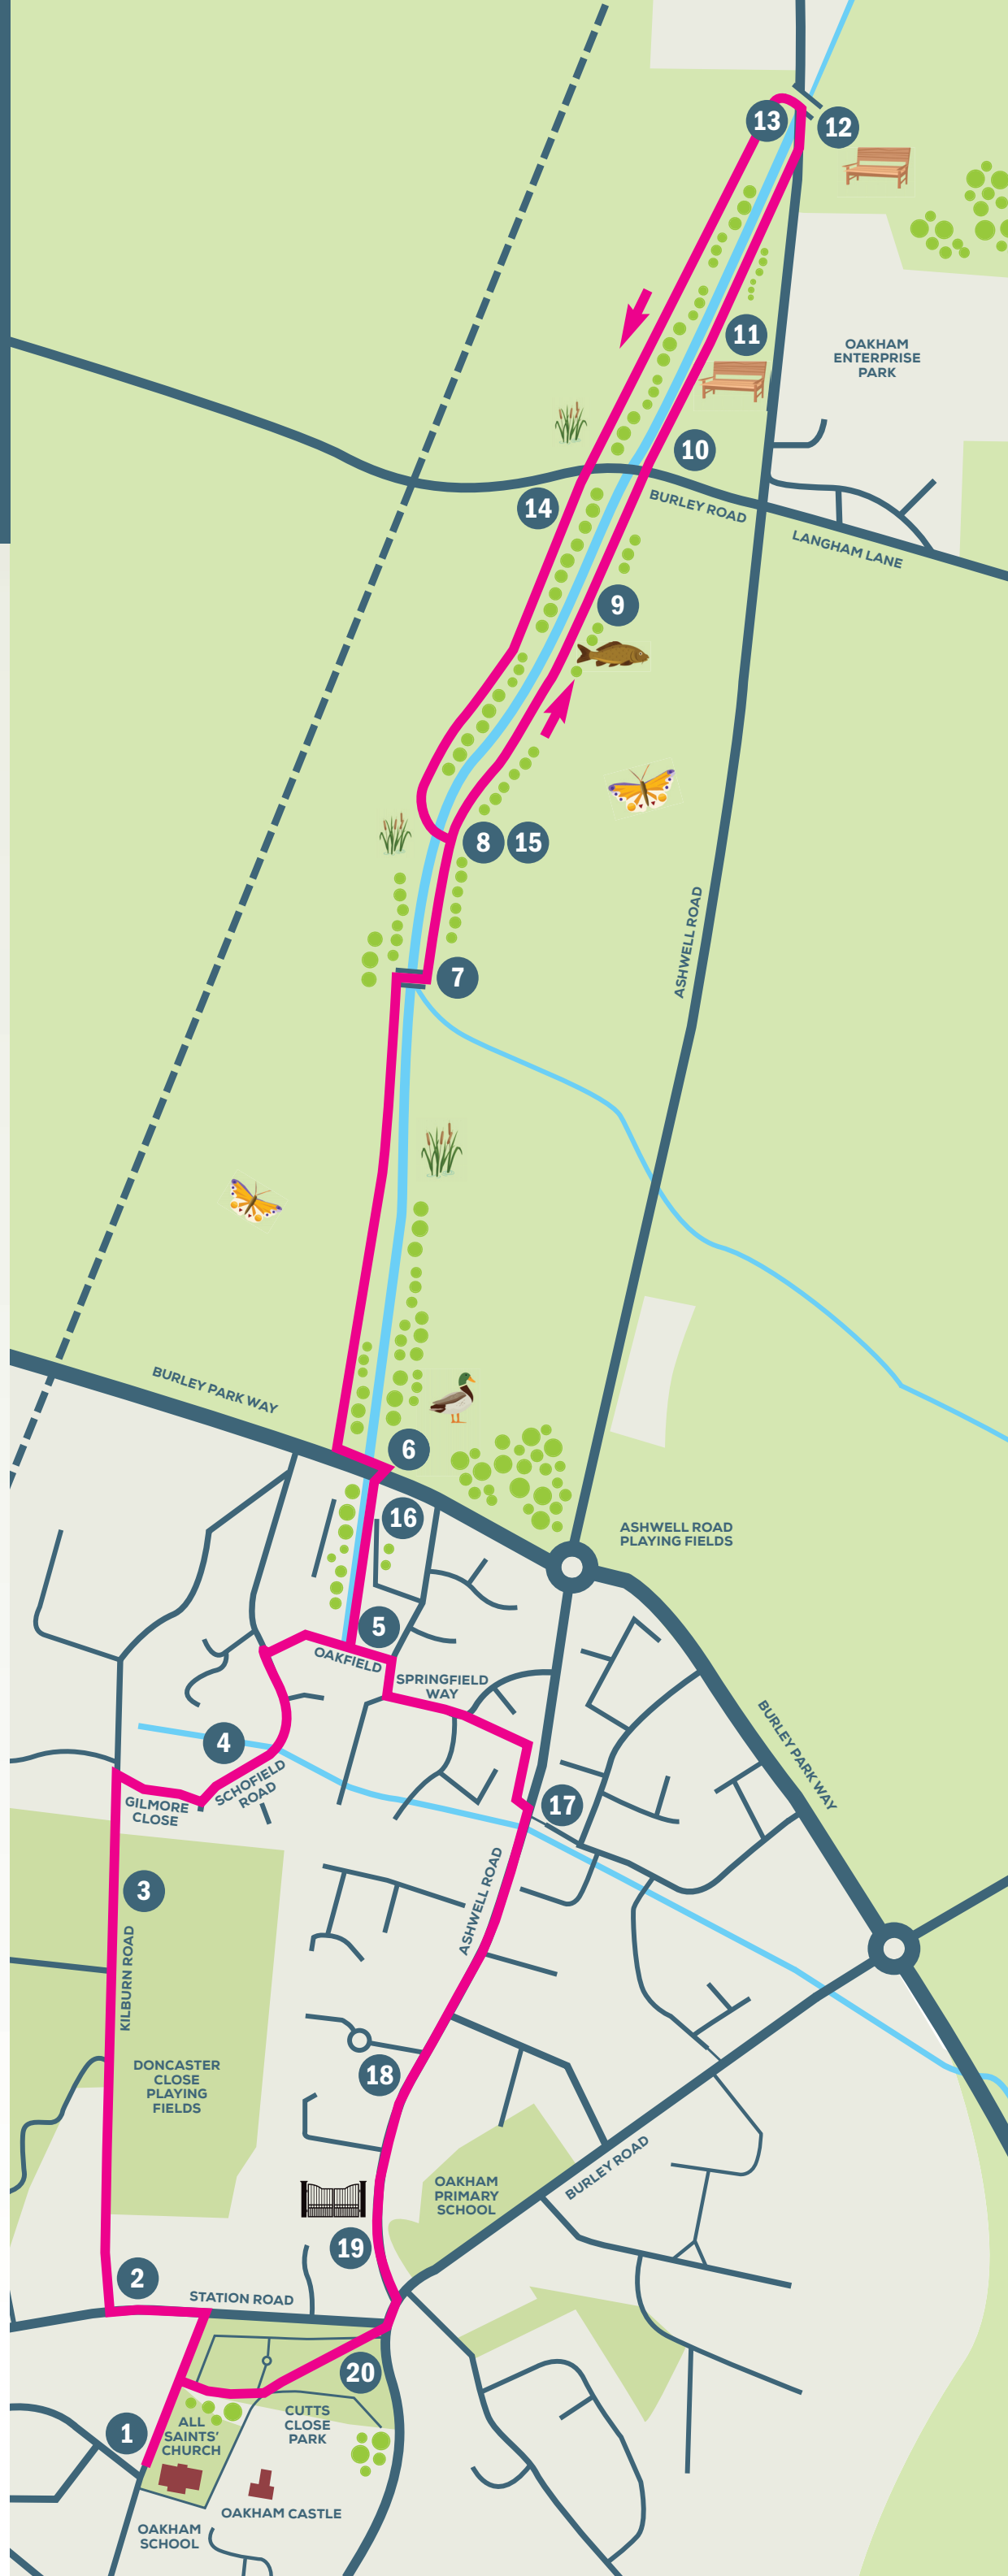 13
12
11
OAKHAM
ENTERPRISE
PARK
10
14
BURLEY ROAD
LANGHAM LANE
9
8
15
ASHWELL ROAD
7
BURLEY PARK WAY
6
16
ASHWELL ROAD
PLAYING FIELDS
5
OAKFIELD
SPRINGFIELD
WAY
BURLEY PARK WAY
4
SCHOFIELD
ROAD
GILMORE
CLOSE
17
3
ASHWELL ROAD
KILBURN ROAD
DONCASTER
CLOSE
PLAYING
FIELDS
18
BURLEY ROAD
OAKHAM
PRIMARY
SCHOOL
19
2
STATION ROAD
20
1
ALL
SAINTS'
CHURCH
CUTTS
CLOSE
PARK
OAKHAM CASTLE
OAKHAM
SCHOOL